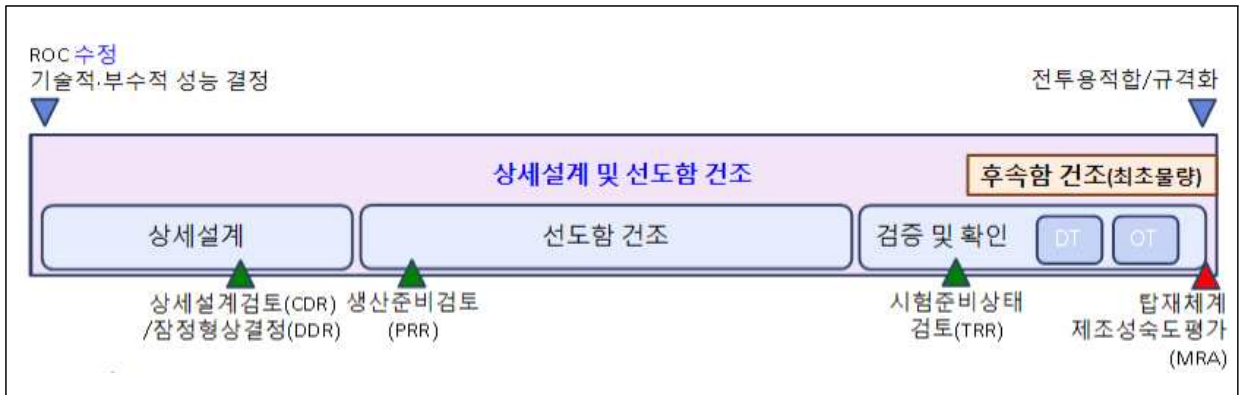 ROC 수정
기술적·부수적 성능 결정
전투용적합/규격화
상세설계 및 선도함 건조
후속함 건조(최초물량)
상세설계
선도함 건조
검증 및 확인
DT
OT
상세설계검토(CDR)
/잠정형상결정(DDR)
생산준비검토
(PRR)
시험준비상태
검토(TRR)
탑재체계
제조성숙도평가
(MRA)